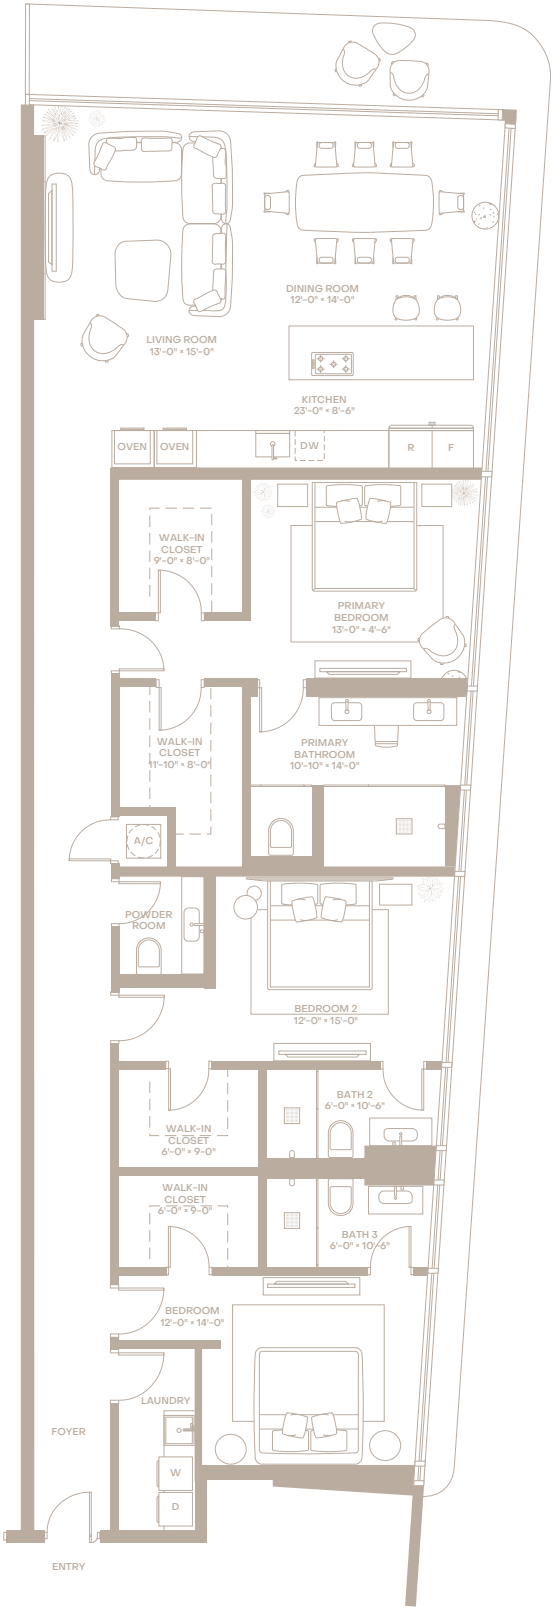 DINING ROOM
12'-0" × 14'-0"
LIVING ROOM
13'-0" × 15'-0"
KITCHEN
23'-0" × 8'-6"
OVEN
OVEN
DW
R
F
WALK-IN
CLOSET
9'-0" × 8'-0"
PRIMARY
BEDROOM
13'-0" × 4'-6"
WALK-IN
CLOSET
11'-10" × 8'-0"
PRIMARY
BATHROOM
10'-10" × 14'-0"
A/C
POWDER
ROOM
BEDROOM 2
12'-0" × 15'-0"
BATH 2
6'-0" × 10'-6"
WALK-IN
CLOSET
6'-0" × 9-0"
WALK-IN
CLOSET
6'-0" × 9-0"
BATH 3
6'-0" × 10'-6"
BEDROOM
12'-0" × 14'-0"
LAUNDRY
FOYER
W
D
ENTRY